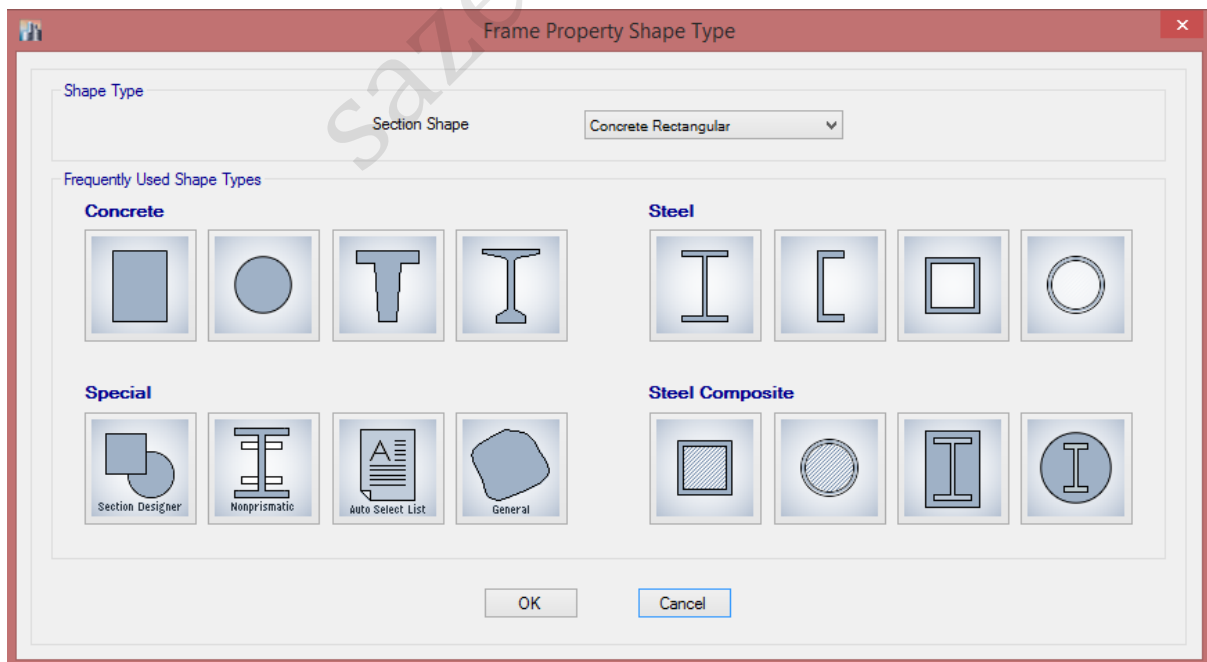 Frame Property Shape Type
Shape Type
Section Shape
Concrete Rectangular
Frequently Used Shape Types
Concrete
Steel
Section Designer
Nonprismatic
Auto Select List
General
Special
Steel Composite
OK
Cancel
saze